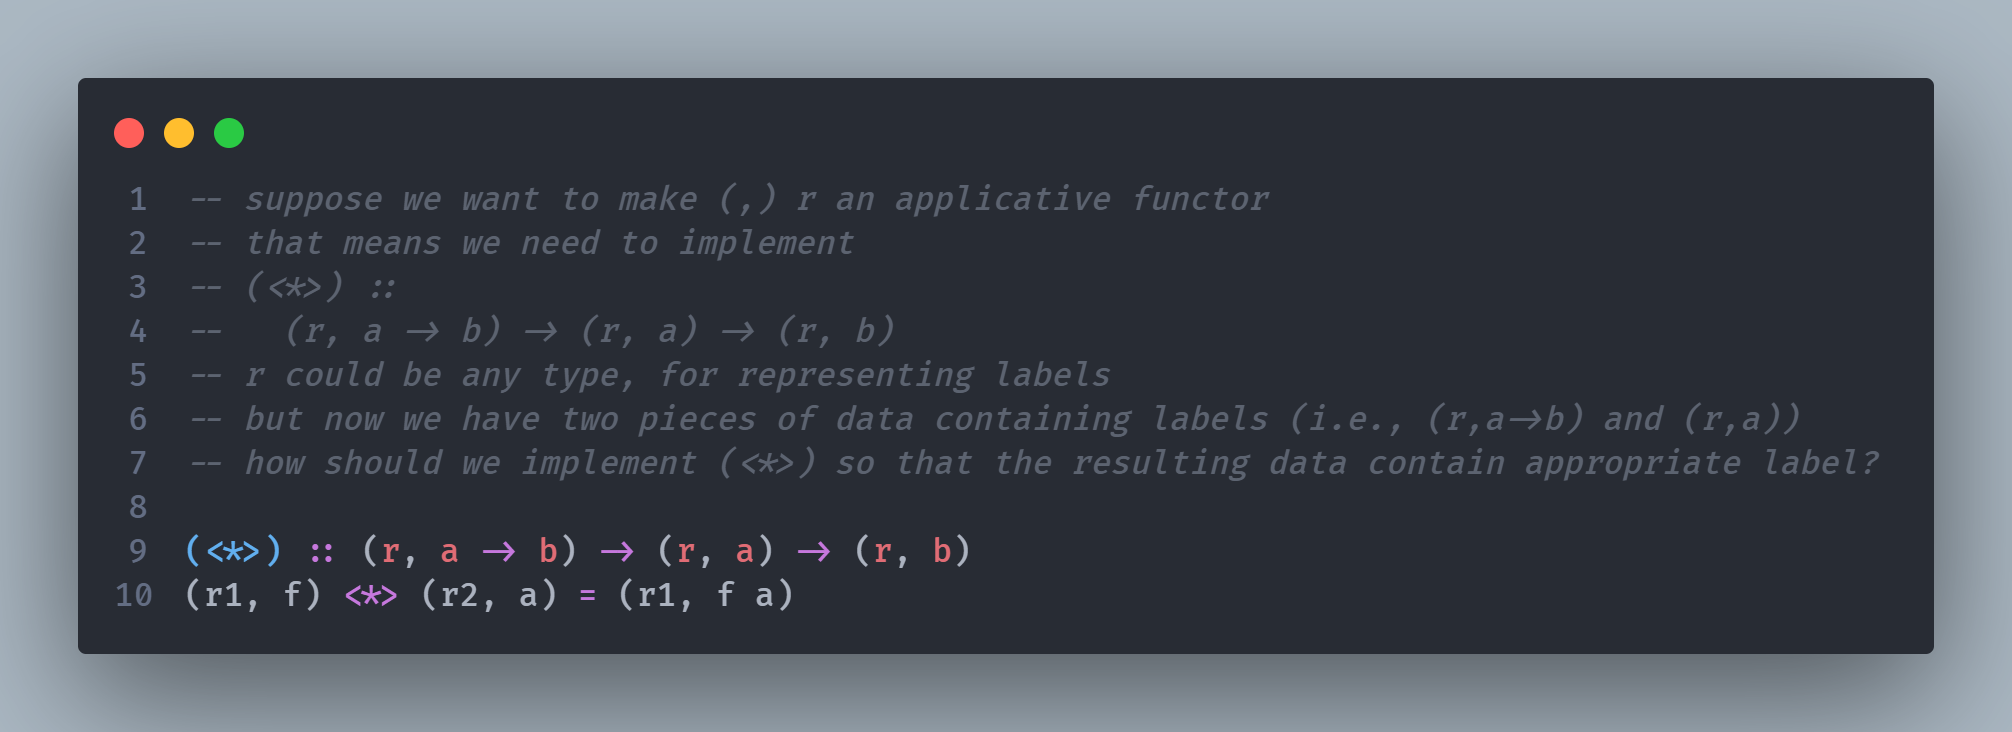 1 -- suppose we want to make (,) r an applicative functor
2 -- that means we need to implement
3 -- (<*>) ::
4 --   (r, a -> b) -> (r, a) -> (r, b)
5 -- r could be any type, for representing labels
6 -- but now we have two pieces of data containing labels (i.e., (r,a->b) and (r,a))
7 -- how should we implement (<*>) so that the resulting data contain appropriate label?
8
9 (<*>) :: (r, a -> b) -> (r, a) -> (r, b)
10 (r1, f) <*> (r2, a) = (r1, f a)